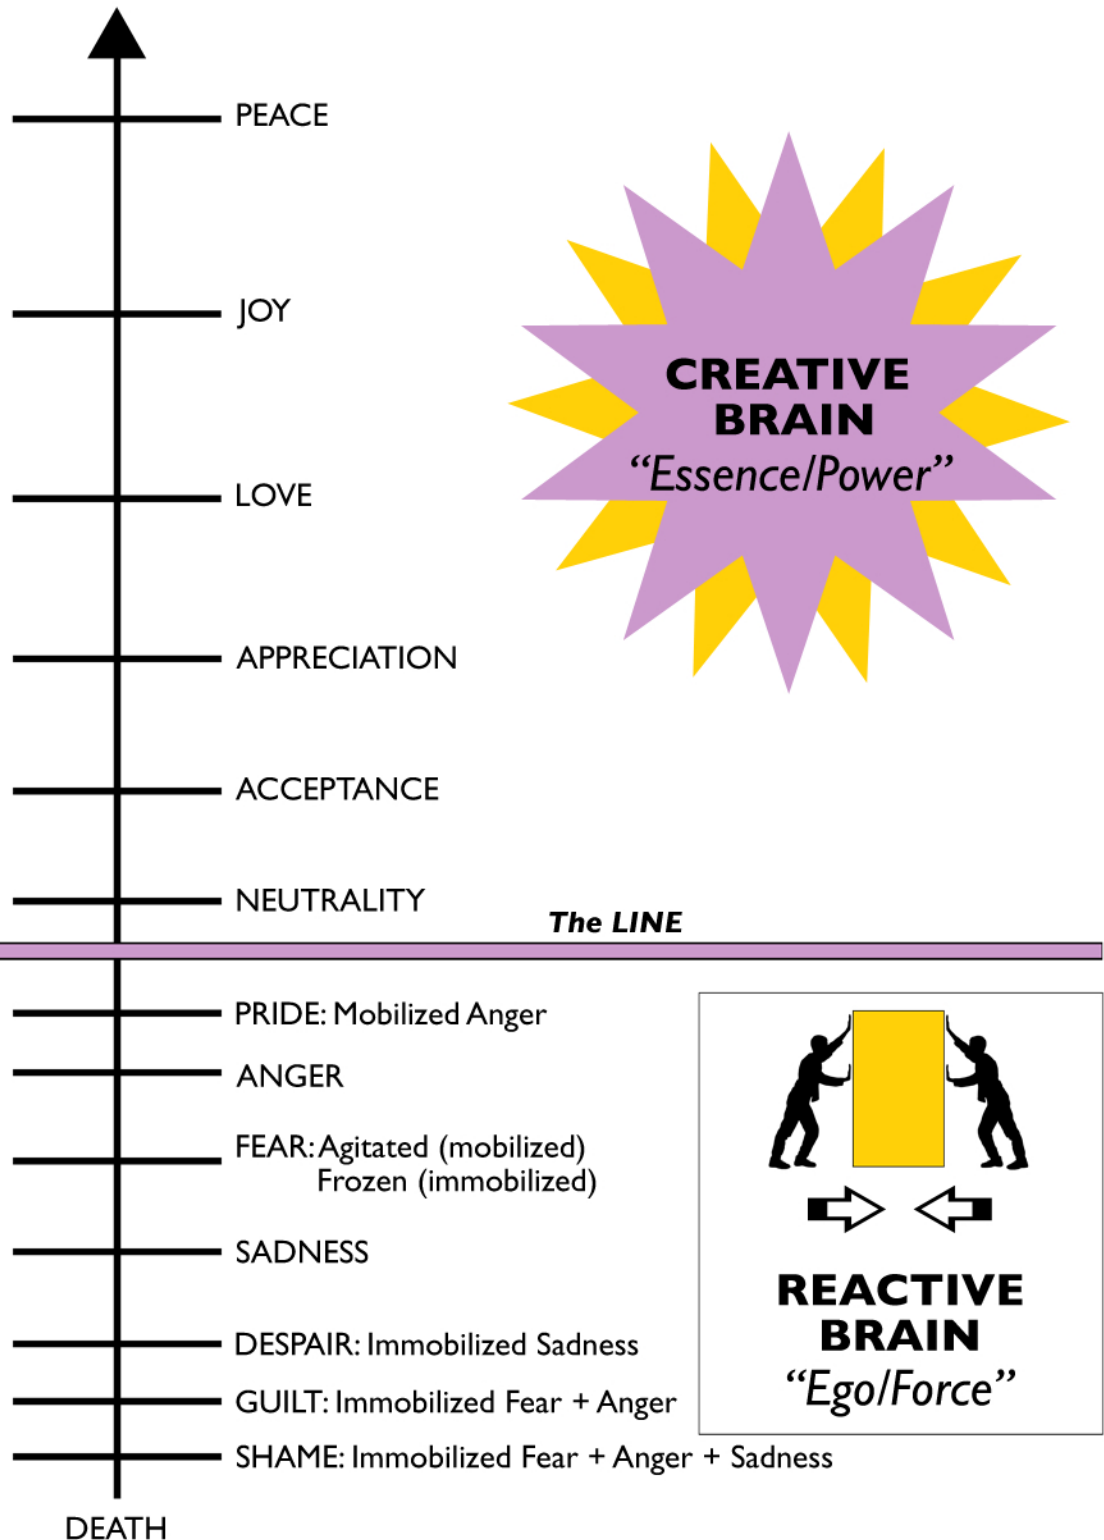 PEACE
JOY
CREATIVE
BRAIN
“Essence/Power”
LOVE
APPRECIATION
ACCEPTANCE
NEUTRALITY
The LINE
PRIDE: Mobilized Anger
ANGER
FEAR: Agitated (mobilized)
Frozen (immobilized)
SADNESS
DESPAIR: Immobilized Sadness
GUILT: Immobilized Fear + Anger
SHAME: Immobilized Fear + Anger + Sadness
REACTIVE
BRAIN
“Ego/Force”
DEATH